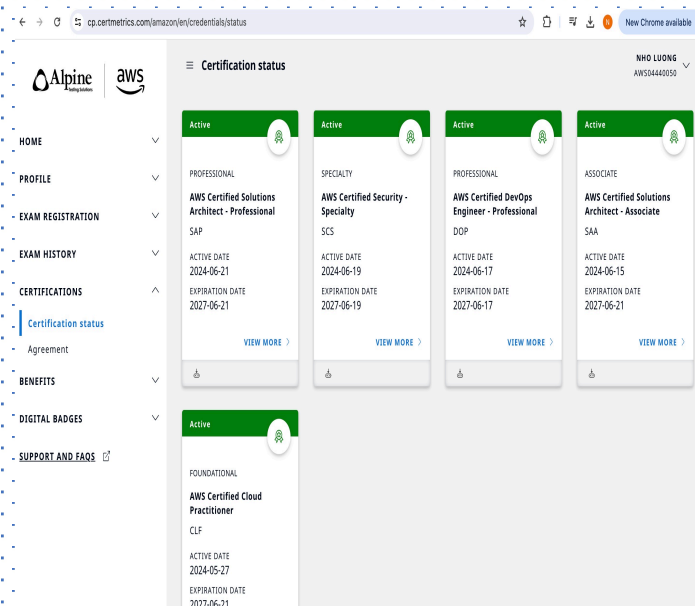 cp.certmetrics.com/amazon/en/credentials/status
N
New Chrome available
Alpine
Testing Solutions
aws
Certification status
NHO LUONG
AWS04440050
HOME
PROFILE
EXAM REGISTRATION
EXAM HISTORY
CERTIFICATIONS
Certification status
Agreement
BENEFITS
DIGITAL BADGES
SUPPORT AND FAQS
Active
PROFESSIONAL
AWS Certified Solutions
Architect - Professional
SAP
ACTIVE DATE
2024-06-21
EXPIRATION DATE
2027-06-21
VIEW MORE
Active
SPECIALTY
AWS Certified Security -
Specialty
SCS
ACTIVE DATE
2024-06-19
EXPIRATION DATE
2027-06-19
VIEW MORE
Active
PROFESSIONAL
AWS Certified DevOps
Engineer - Professional
DOP
ACTIVE DATE
2024-06-17
EXPIRATION DATE
2027-06-17
VIEW MORE
Active
ASSOCIATE
AWS Certified Solutions
Architect - Associate
SAA
ACTIVE DATE
2024-06-15
EXPIRATION DATE
2027-06-21
VIEW MORE
Active
FOUNDATIONAL
AWS Certified Cloud
Practitioner
CLF
ACTIVE DATE
2024-05-27
EXPIRATION DATE
2027-06-21